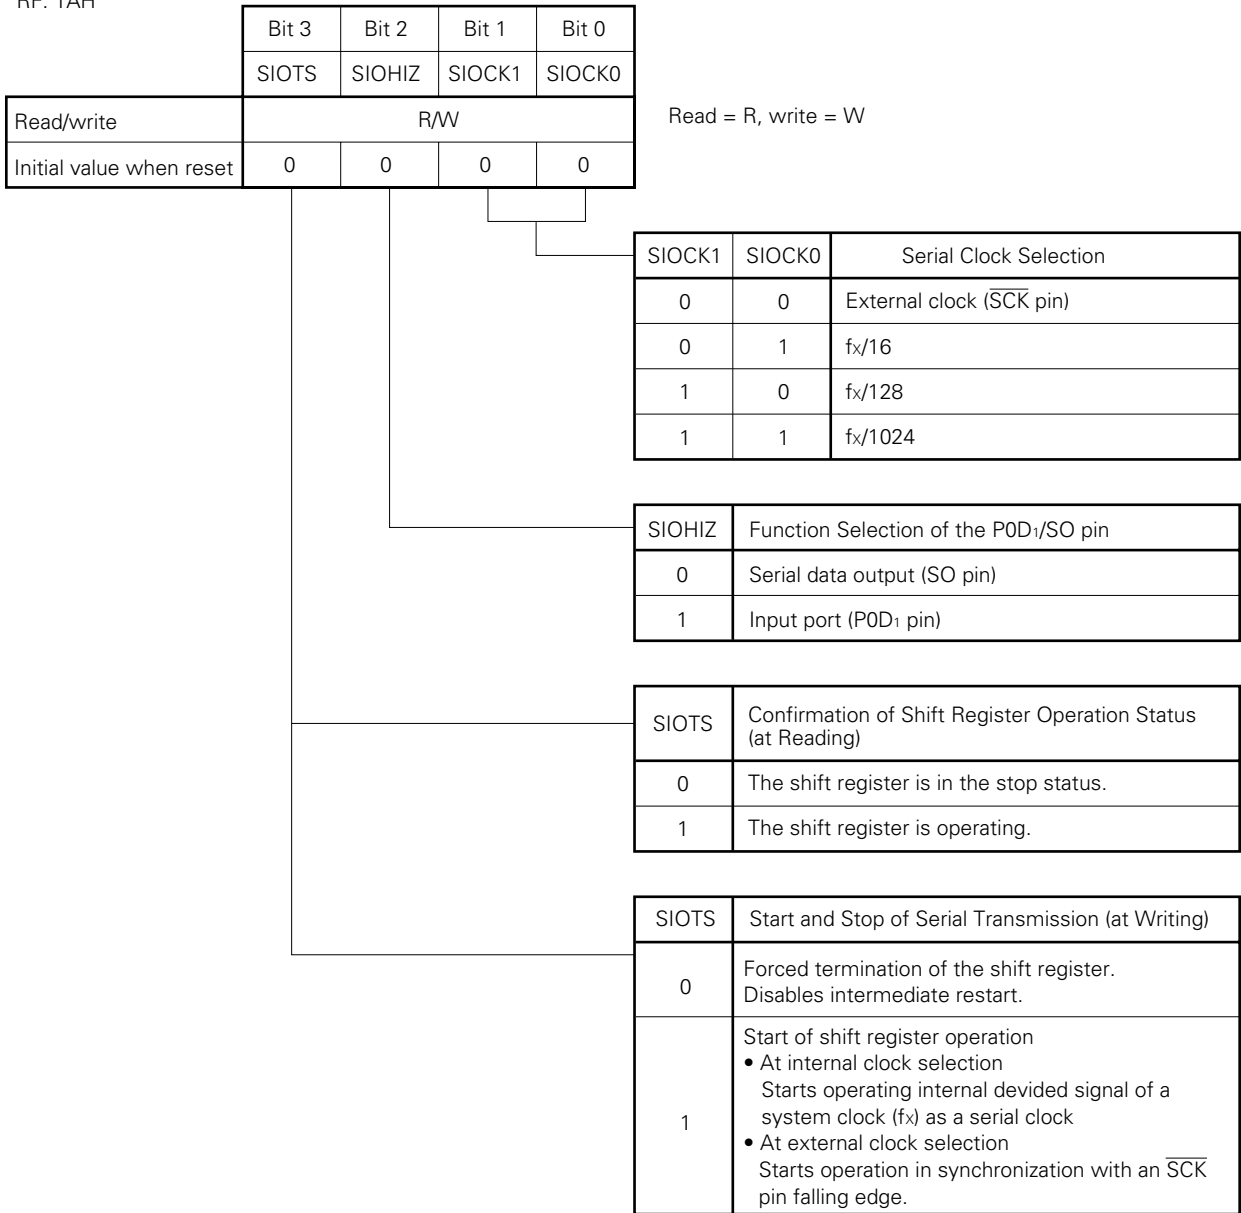 RF: 1AH
Bit 3 Bit 2 Bit 1 Bit 0
SIOTS SIOHIZ SIOCK1 SIOCK0
Read/write R/W
Read = R, write = W
Initial value when reset 0 0 0 0
SIOCK1 SIOCK0 Serial Clock Selection
0 0 External clock (S̅C̅K̅ pin)
0 1 fx/16
1 0 fx/128
1 1 fx/1024
SIOHIZ Function Selection of the P0D₁/SO pin
0 Serial data output (SO pin)
1 Input port (P0D₁ pin)
SIOTS Confirmation of Shift Register Operation Status
(at Reading)
0 The shift register is in the stop status.
1 The shift register is operating.
SIOTS Start and Stop of Serial Transmission (at Writing)
0 Forced termination of the shift register.
Disables intermediate restart.
1 Start of shift register operation
• At internal clock selection
Starts operating internal devided signal of a
system clock (fx) as a serial clock
• At external clock selection
Starts operation in synchronization with an S̅C̅K̅
pin falling edge.